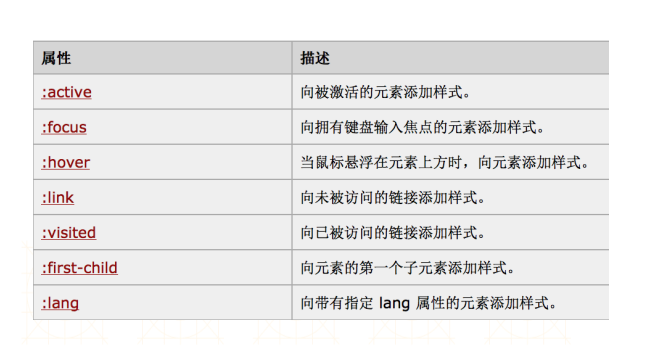 属性 描述
:active 向被激活的元素添加样式。
:focus 向拥有键盘输入焦点的元素添加样式。
:hover 当鼠标悬浮在元素上方时，向元素添加样式。
:link 向未被访问的链接添加样式。
:visited 向已被访问的链接添加样式。
:first-child 向元素的第一个子元素添加样式。
:lang 向带有指定 lang 属性的元素添加样式。